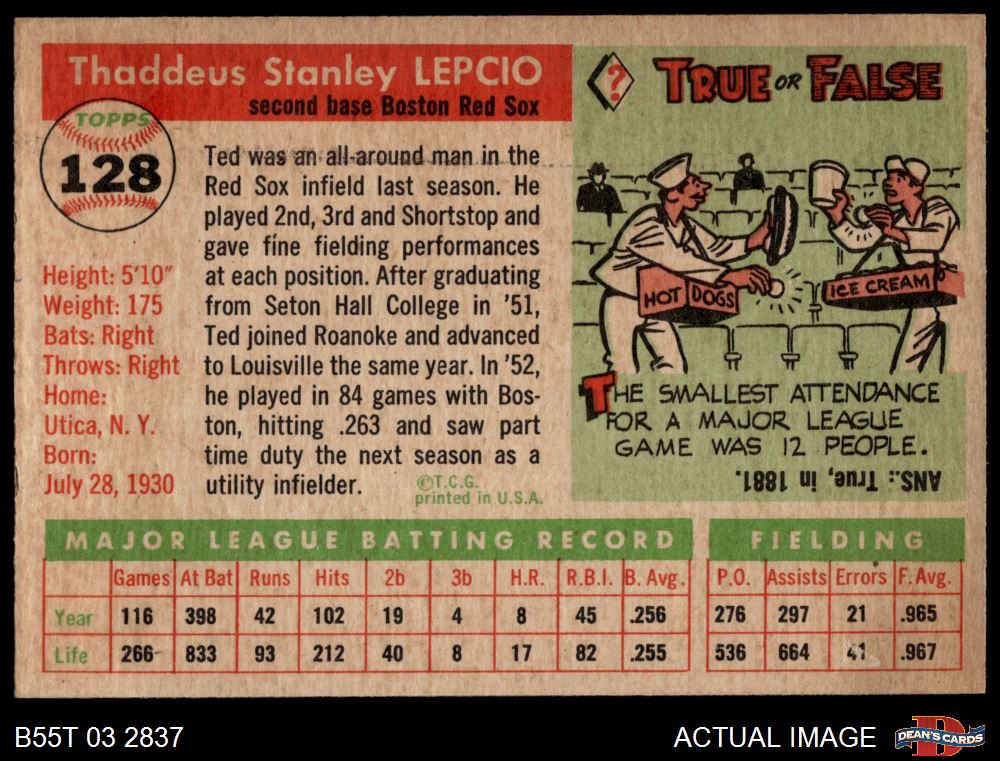 Thaddeus Stanley LEPCIO
second base Boston Red Sox
TOPPS
128
Height: 5'10"
Weight: 175
Bats: Right
Throws: Right
Home:
Utica, N. Y.
Born:
July 28, 1930
Ted was an all-around man in the
Red Sox infield last season. He
played 2nd, 3rd and Shortstop and
gave fine fielding performances
at each position. After graduating
from Seton Hall College in '51,
Ted joined Roanoke and advanced
to Louisville the same year. In '52,
he played in 84 games with Bos-
ton, hitting .263 and saw part
time duty the next season as a
utility infielder.
©T.C.G.
printed in U.S.A.
? TRUE OR FALSE
HOT DOGS
ICE CREAM
THE SMALLEST ATTENDANCE
FOR A MAJOR LEAGUE
GAME WAS 12 PEOPLE.
ANS.: True, in 1881.
MAJOR LEAGUE BATTING RECORD
Games At Bat Runs Hits 2b 3b H.R. R.B.I. B. Avg.
Year 116 398 42 102 19 4 8 45 .256
Life 266 833 93 212 40 8 17 82 .255
FIELDING
P.O. Assists Errors F. Avg.
276 297 21 .965
536 664 41 .967
B55T 03 2837
ACTUAL IMAGE
DEAN'S CARDS